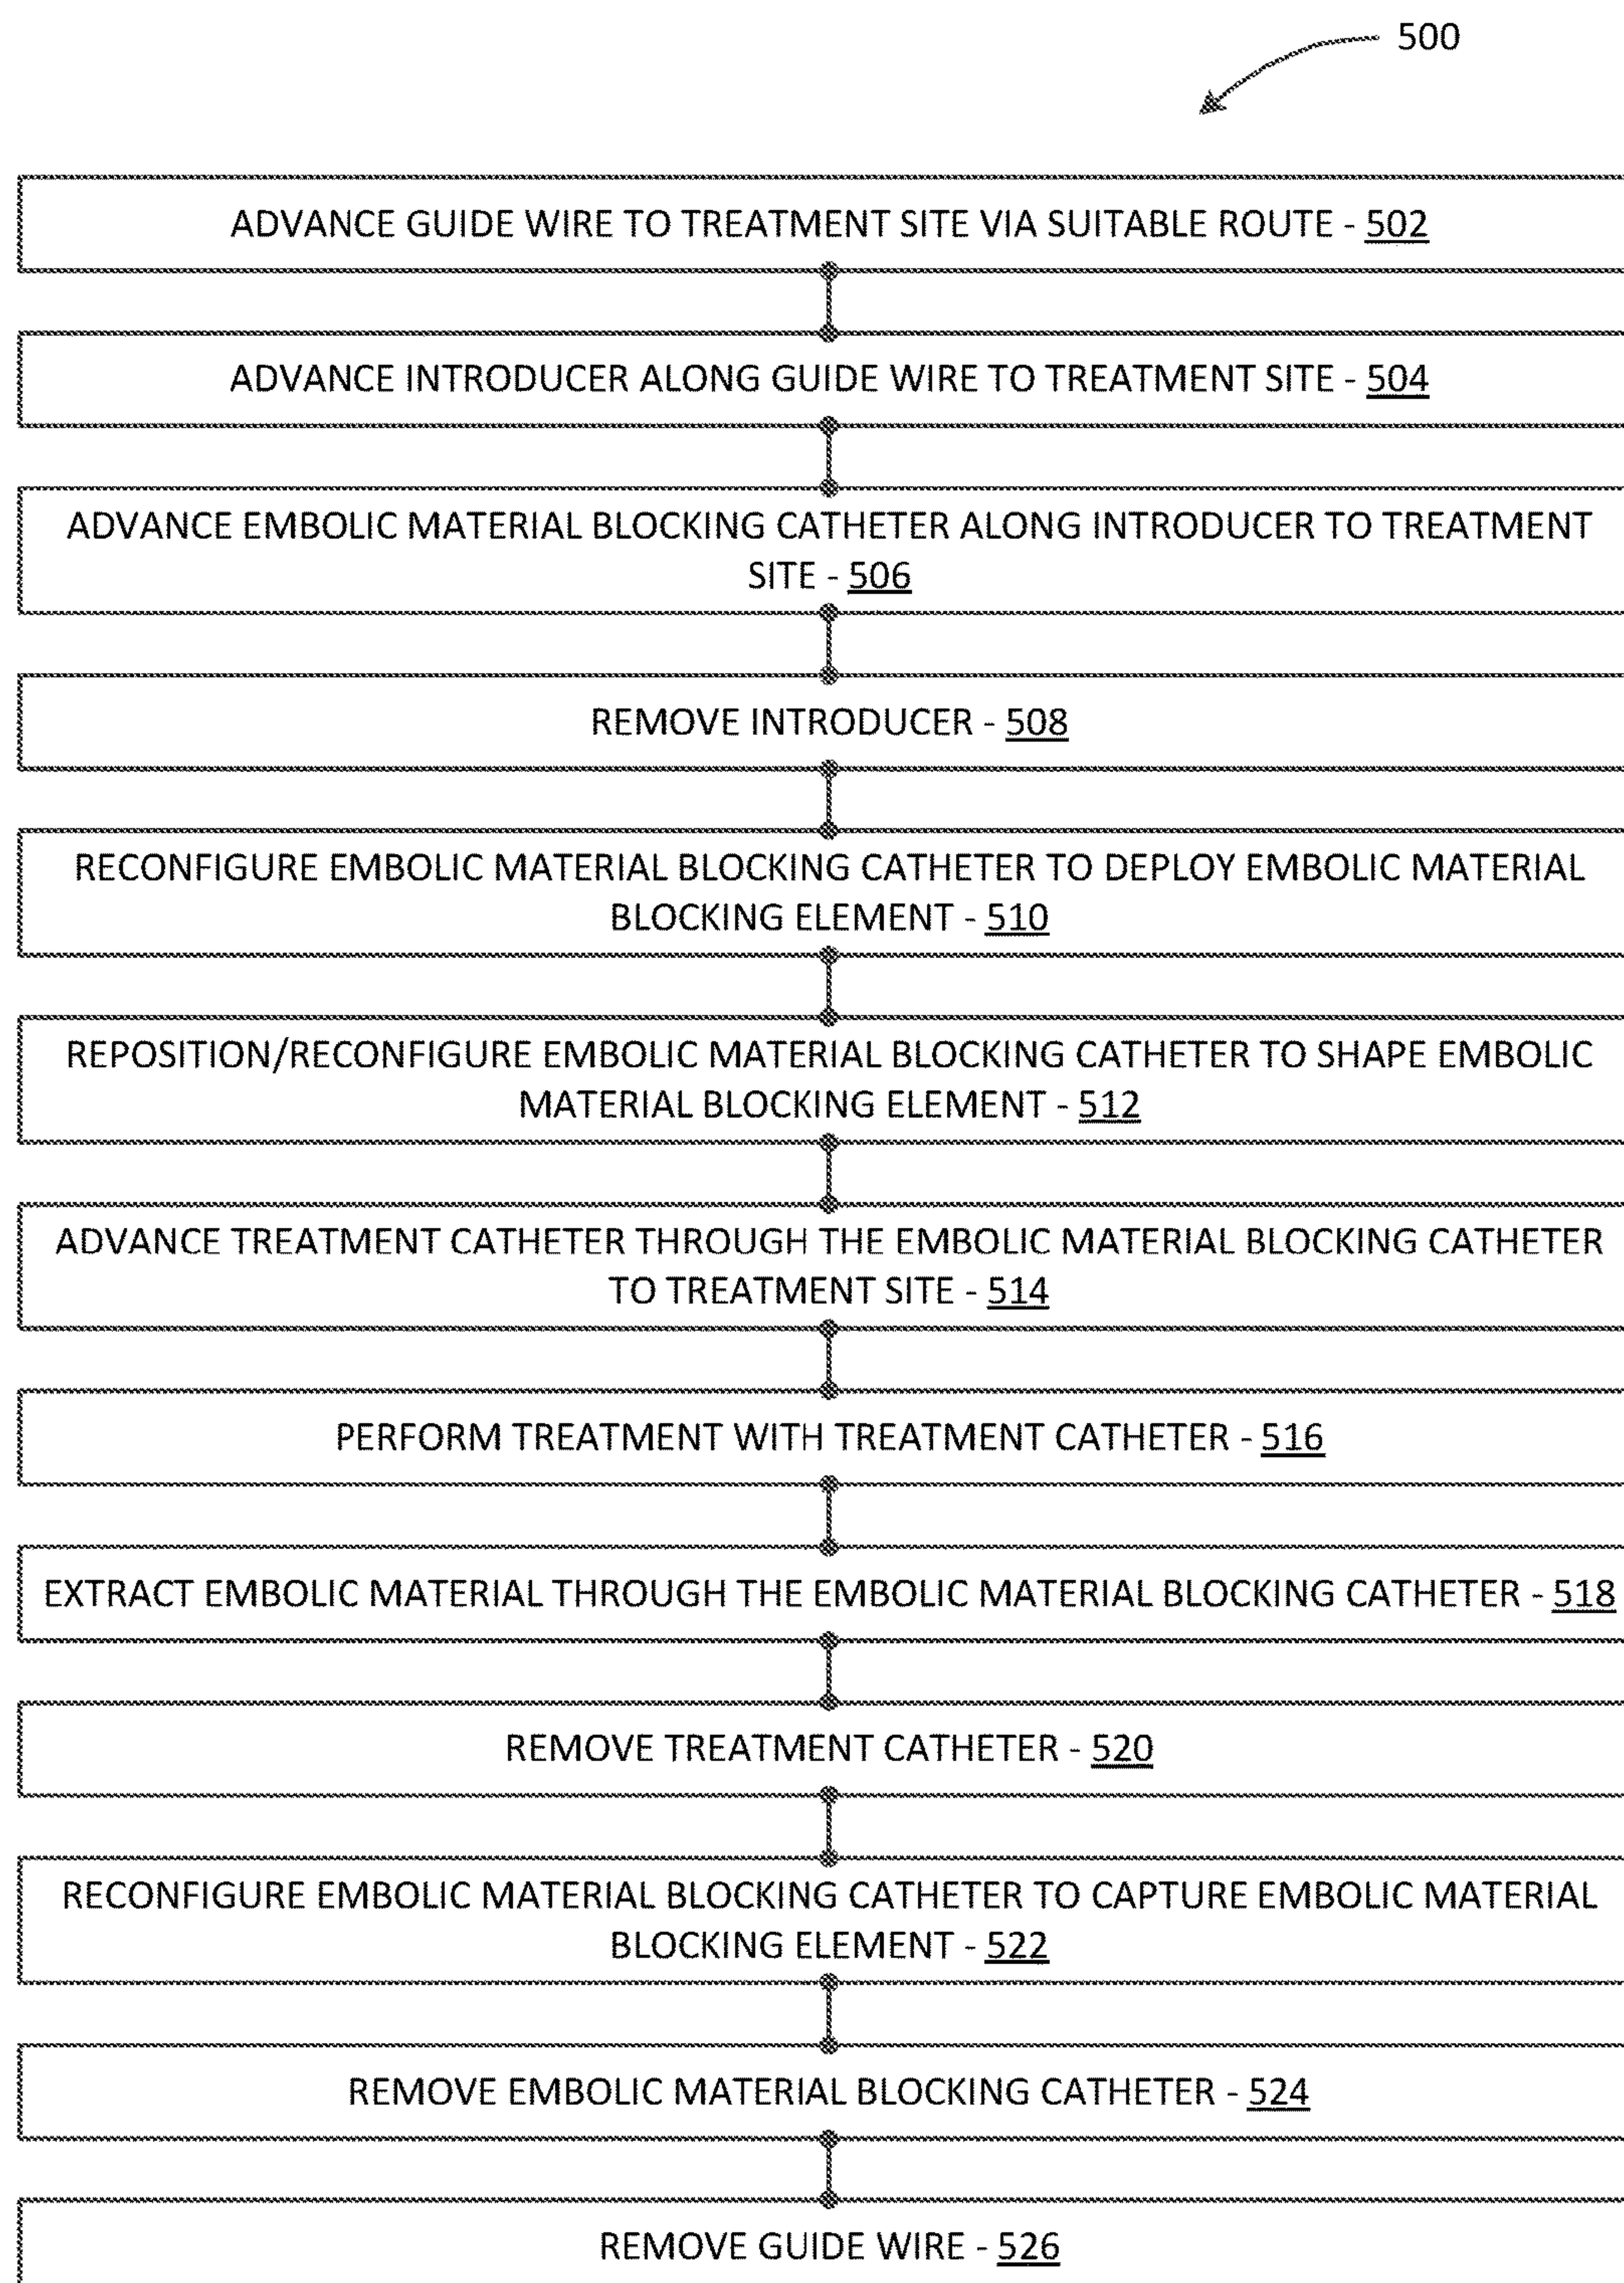 500
ADVANCE GUIDE WIRE TO TREATMENT SITE VIA SUITABLE ROUTE - 502
ADVANCE INTRODUCER ALONG GUIDE WIRE TO TREATMENT SITE - 504
ADVANCE EMBOLIC MATERIAL BLOCKING CATHETER ALONG INTRODUCER TO TREATMENT
SITE - 506
REMOVE INTRODUCER - 508
RECONFIGURE EMBOLIC MATERIAL BLOCKING CATHETER TO DEPLOY EMBOLIC MATERIAL
BLOCKING ELEMENT - 510
REPOSITION/RECONFIGURE EMBOLIC MATERIAL BLOCKING CATHETER TO SHAPE EMBOLIC
MATERIAL BLOCKING ELEMENT - 512
ADVANCE TREATMENT CATHETER THROUGH THE EMBOLIC MATERIAL BLOCKING CATHETER
TO TREATMENT SITE - 514
PERFORM TREATMENT WITH TREATMENT CATHETER - 516
EXTRACT EMBOLIC MATERIAL THROUGH THE EMBOLIC MATERIAL BLOCKING CATHETER - 518
REMOVE TREATMENT CATHETER - 520
RECONFIGURE EMBOLIC MATERIAL BLOCKING CATHETER TO CAPTURE EMBOLIC MATERIAL
BLOCKING ELEMENT - 522
REMOVE EMBOLIC MATERIAL BLOCKING CATHETER - 524
REMOVE GUIDE WIRE - 526